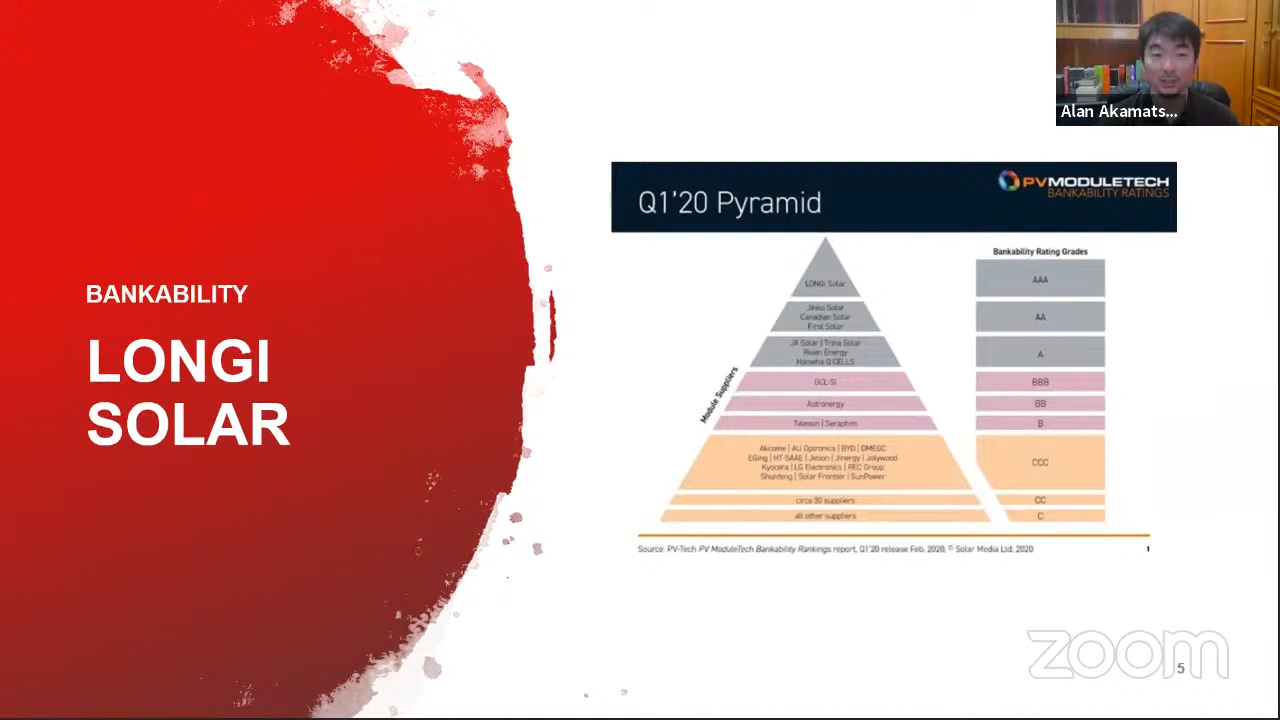 Alan Akamats...
BANKABILITY
LONGI
SOLAR
Q1'20 Pyramid
PVMODULETECH
BANKABILITY RATINGS
Bankability Rating Grades
Module Suppliers
LONGi Solar
AAA
Jinko Solar
Canadian Solar
First Solar
AA
JA Solar | Trina Solar
Risen Energy
Hanwha Q CELLS
A
GCL-SI
BBB
Astronergy
BB
Talesun | Seraphim
B
Akcome | AU Optronics | BYD | DMEGC
EGing | HT-SAAE | Jetion | Jinergy | Jolywood
Kyocera | LG Electronics | REC Group
Shunfeng | Solar Frontier | SunPower
CCC
circa 30 suppliers
CC
all other suppliers
C
Source: PV-Tech PV ModuleTech Bankability Rankings report, Q1'20 release Feb. 2020. © Solar Media Ltd. 2020
1
zoom
5